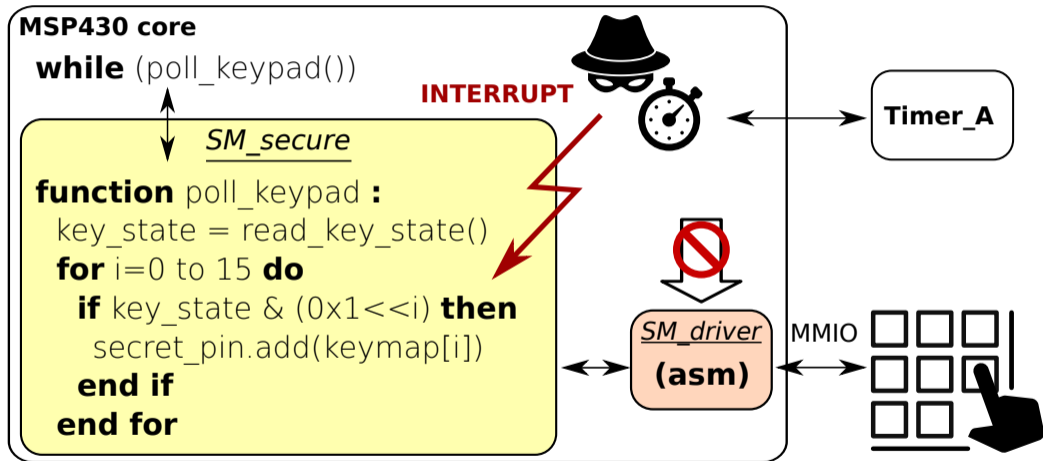 MSP430 core
while (poll_keypad())
INTERRUPT
Timer_A
SM_secure
function poll_keypad :
key_state = read_key_state()
for i=0 to 15 do
if key_state & (0x1<<i) then
secret_pin.add(keymap[i])
end if
end for
SM_driver
(asm)
MMIO